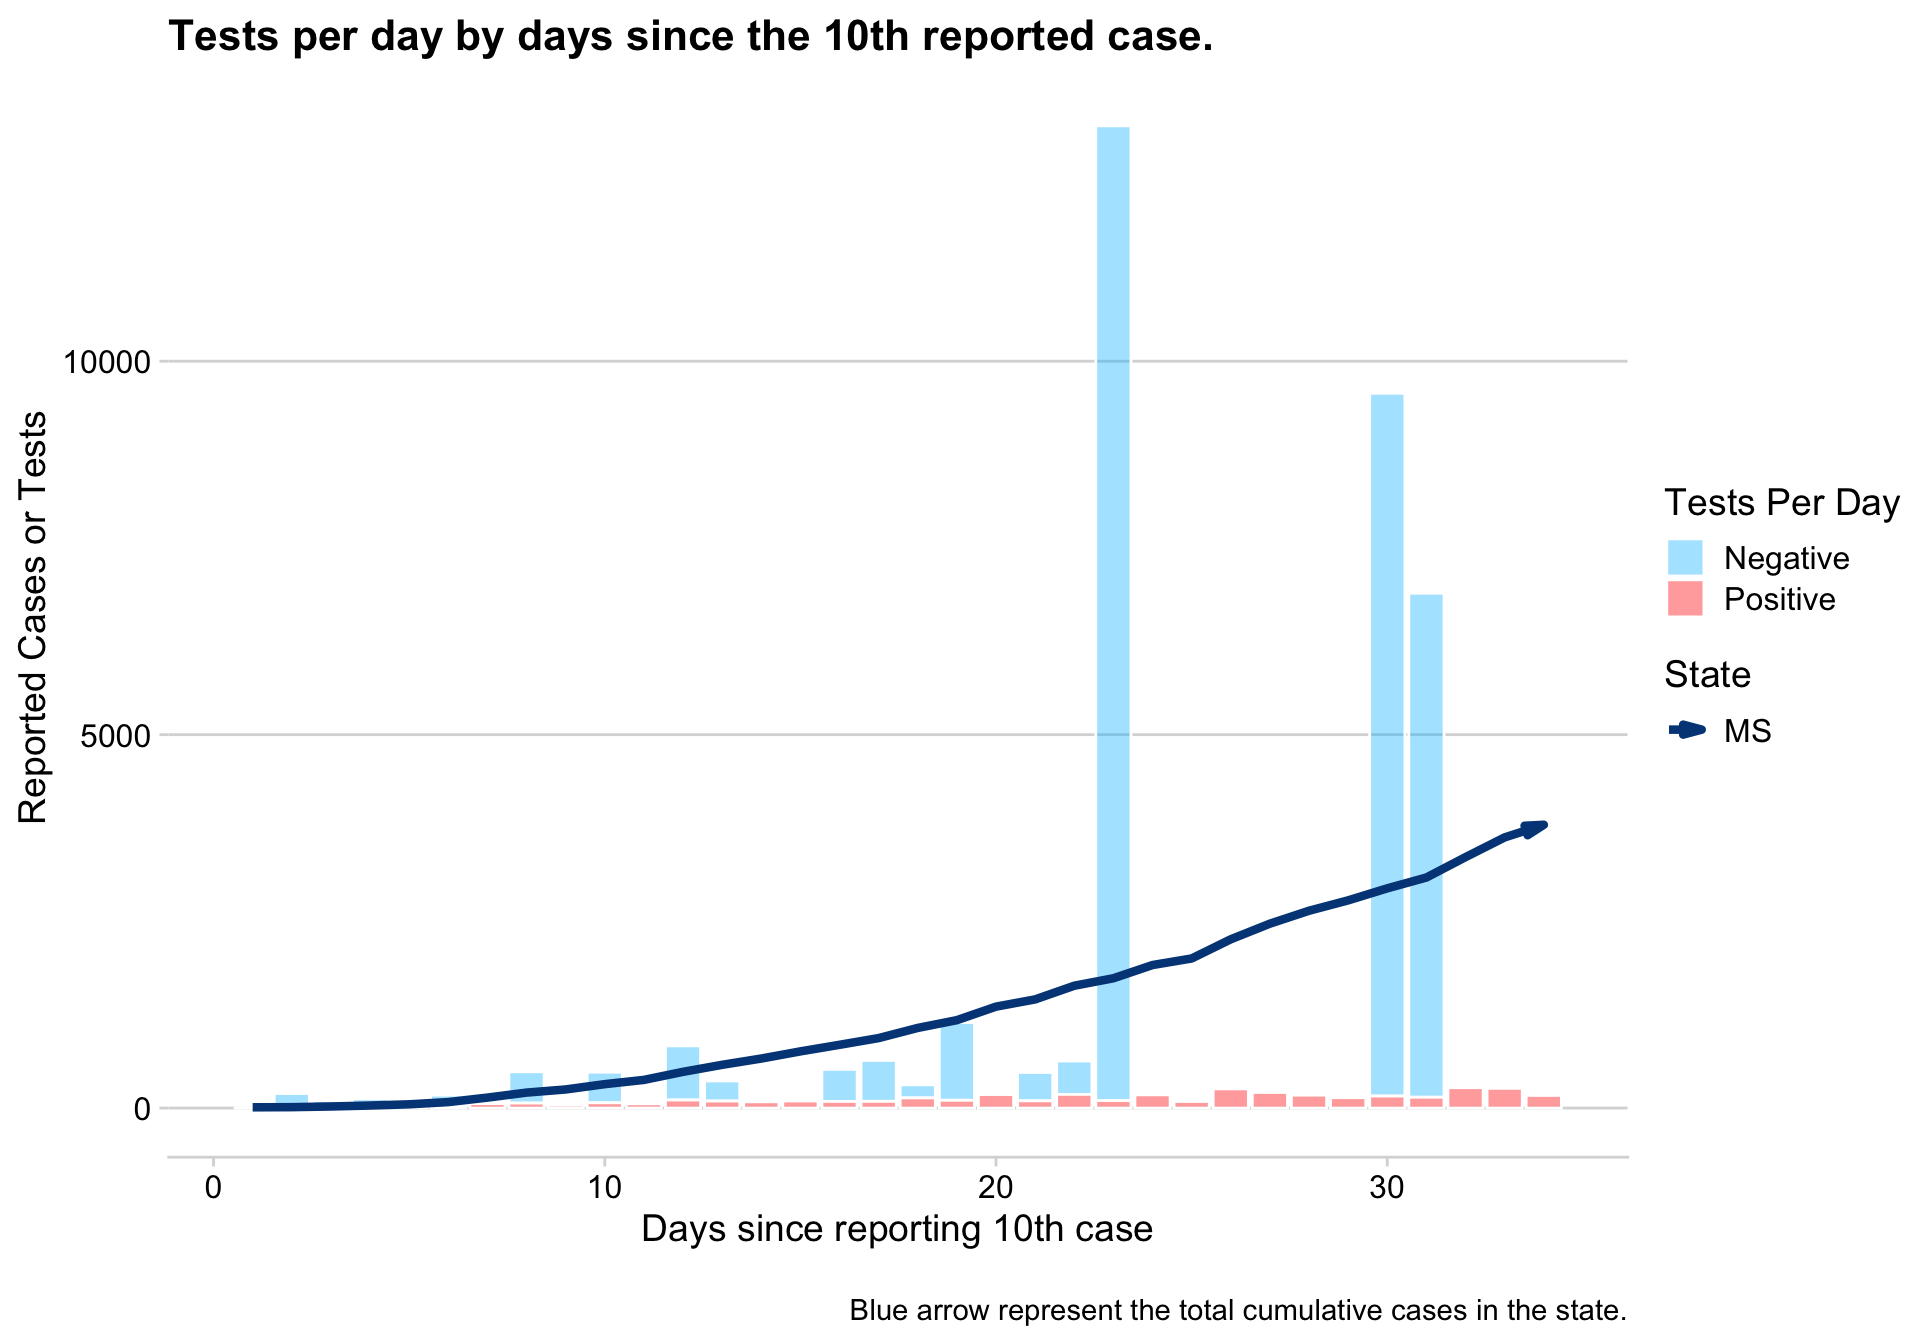 Tests per day by days since the 10th reported case.
10000
5000
0
Reported Cases or Tests
0 10 20 30
Days since reporting 10th case
Tests Per Day
Negative
Positive
State
MS
Blue arrow represent the total cumulative cases in the state.